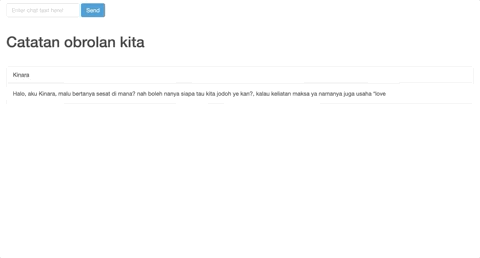 Enter chat text here!
Send
Catatan obrolan kita
Kinara
Halo, aku Kinara, malu bertanya sesat di mana? nah boleh nanya siapa tau kita jodoh ye kan?, kalau keliatan maksa ya namanya juga usaha *love